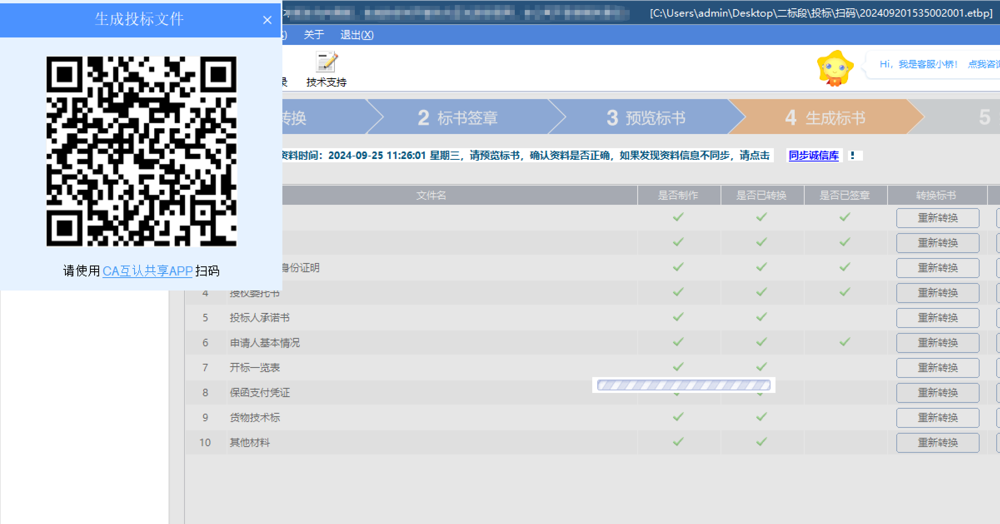 生成投标文件
[C:\Users\admin\Desktop\二标段\投标\扫码\202409201535002001.etbp]
关于 退出(X)
技术支持
Hi，我是客服小桥！ 点我咨询
请使用 CA互认共享APP 扫码
转换
2 标书签章
3 预览标书
4 生成标书
5
资料时间：2024-09-25 11:26:01 星期三，请预览标书，确认资料是否正确，如果发现资料信息不同步，请点击 同步诚信库 ！
文件名 是否制作 是否已转换 是否已签章 转换标书
重新转换
重新转换
身份证明 重新转换
4 授权委托书 重新转换
5 投标人承诺书 重新转换
6 申请人基本情况 重新转换
7 开标一览表 重新转换
8 保函支付凭证 重新转换
9 货物技术标 重新转换
10 其他材料 重新转换